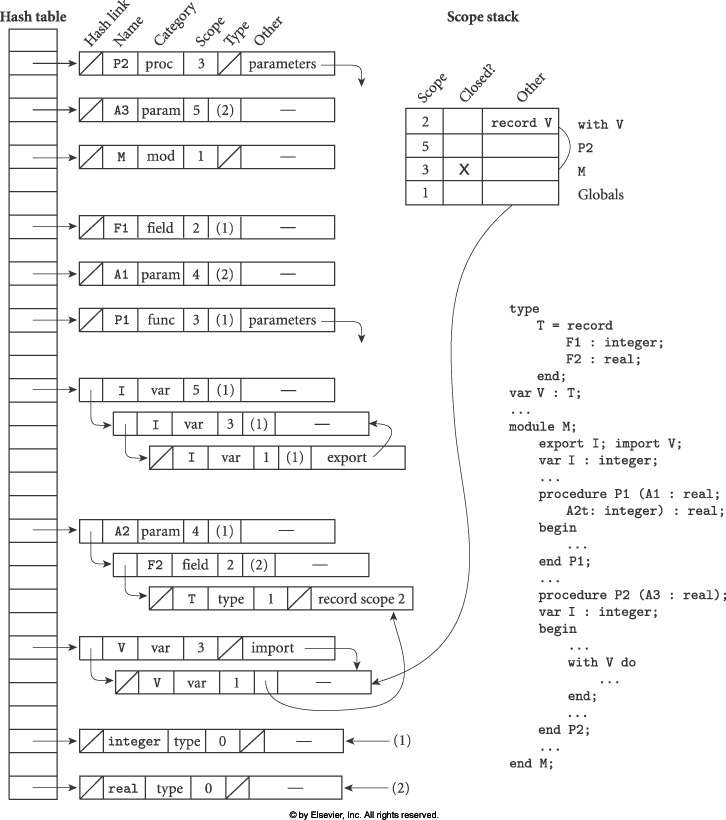 Hash table
Hash link Name Category Scope Type Other
P2 proc 3 parameters
A3 param 5 (2) —
M mod 1
F1 field 2 (1) —
A1 param 4 (2) —
P1 func 3 (1) parameters
I var 5 (1) —
I var 3 (1) —
I var 1 (1) export
A2 param 4 (1) —
F2 field 2 (2) —
T type 1 record scope 2
V var 3 import
V var 1 —
integer type 0 — (1)
real type 0 — (2)
Scope stack
Scope Closed? Other
2 record V with V
5 P2
3 X M
1 Globals
type
T = record
F1 : integer;
F2 : real;
end;
var V : T;
...
module M;
export I; import V;
var I : integer;
...
procedure P1 (A1 : real;
A2t: integer) : real;
begin
...
end P1;
...
procedure P2 (A3 : real);
var I : integer;
begin
...
with V do
...
end;
...
end P2;
...
end M;
© by Elsevier, Inc. All rights reserved.